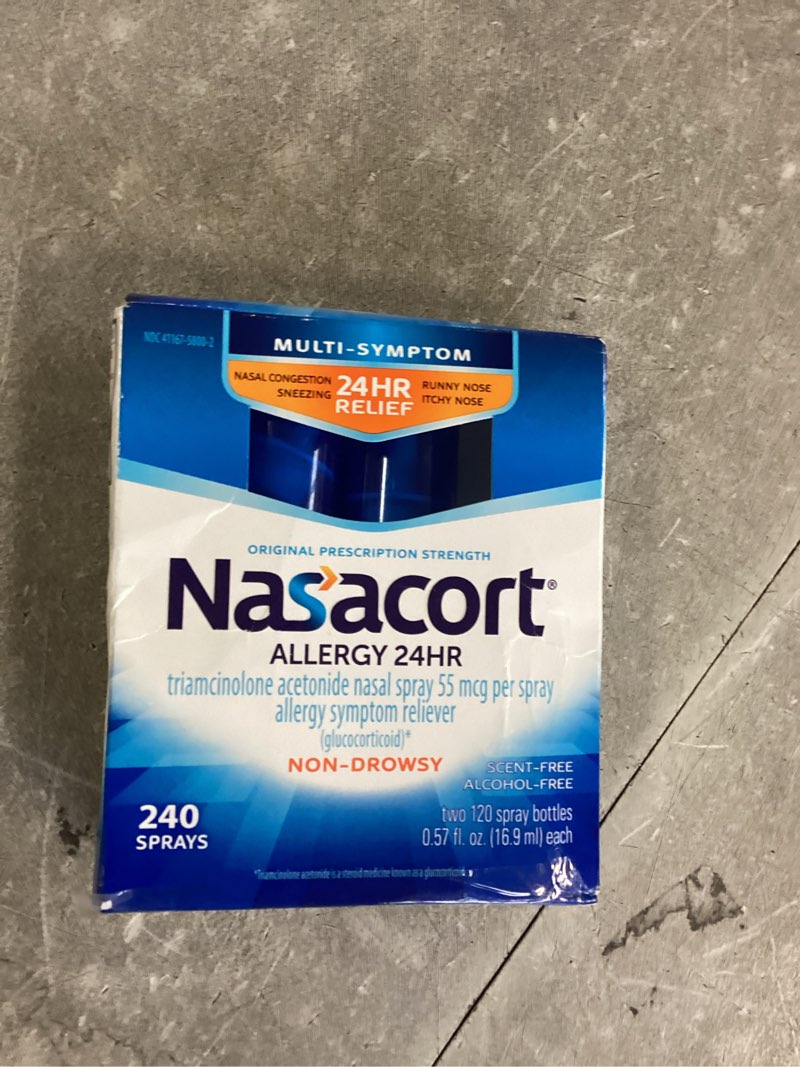 NDC 41167-5800-2
MULTI-SYMPTOM
NASAL CONGESTION
SNEEZING
24HR
RELIEF
RUNNY NOSE
ITCHY NOSE
ORIGINAL PRESCRIPTION STRENGTH
Nasacort®
ALLERGY 24HR
triamcinolone acetonide nasal spray 55 mcg per spray
allergy symptom reliever
(glucocorticoid)*
NON-DROWSY
SCENT-FREE
ALCOHOL-FREE
240
SPRAYS
two 120 spray bottles
0.57 fl. oz. (16.9 ml) each
*Triamcinolone acetonide is a steroid medicine known as a glucocorticoid.